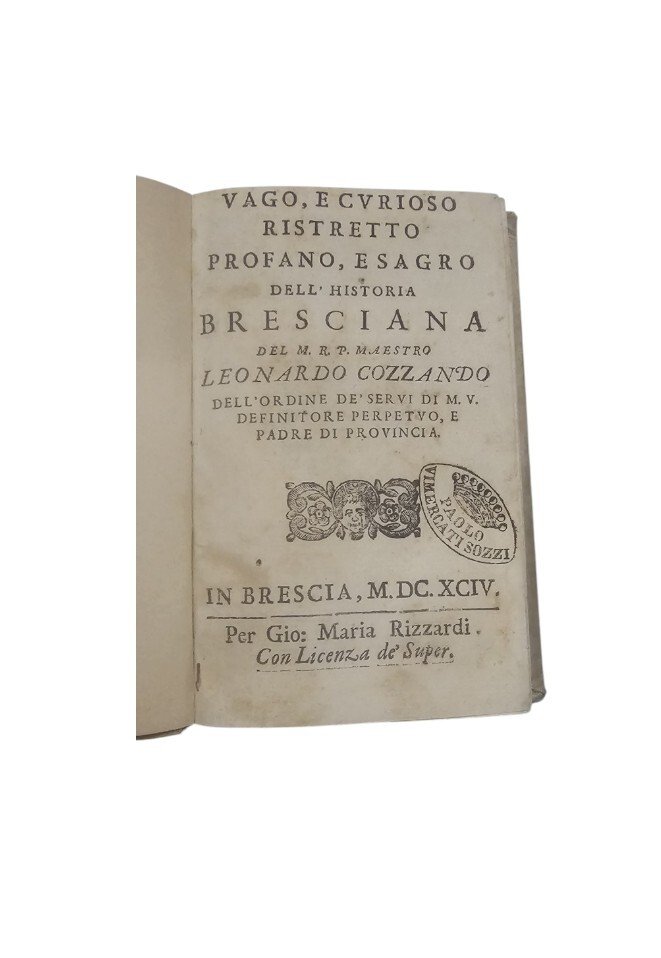 VAGO, E CVRIOSO
RISTRETTO
PROFANO, E SAGRO
DELL' HISTORIA
BRESCIANA
DEL M. R. P. MAESTRO
LEONARDO COZZANDO
DELL'ORDINE DE' SERVI DI M. V.
DEFINITORE PERPETVO, E
PADRE DI PROVINCIA.
PAOLO
VIMERCATI SOZZI
IN BRESCIA, M. DC. XCIV.
Per Gio: Maria Rizzardi.
Con Licenza de' Super.